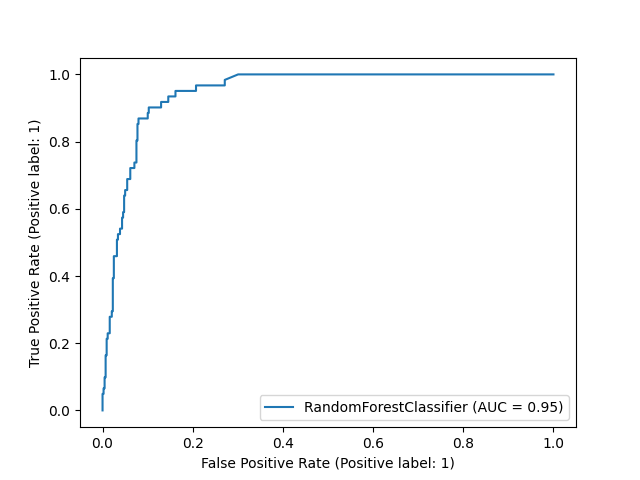 1.0
0.8
0.6
0.4
0.2
0.0
True Positive Rate (Positive label: 1)
RandomForestClassifier (AUC = 0.95)
0.0 0.2 0.4 0.6 0.8 1.0
False Positive Rate (Positive label: 1)